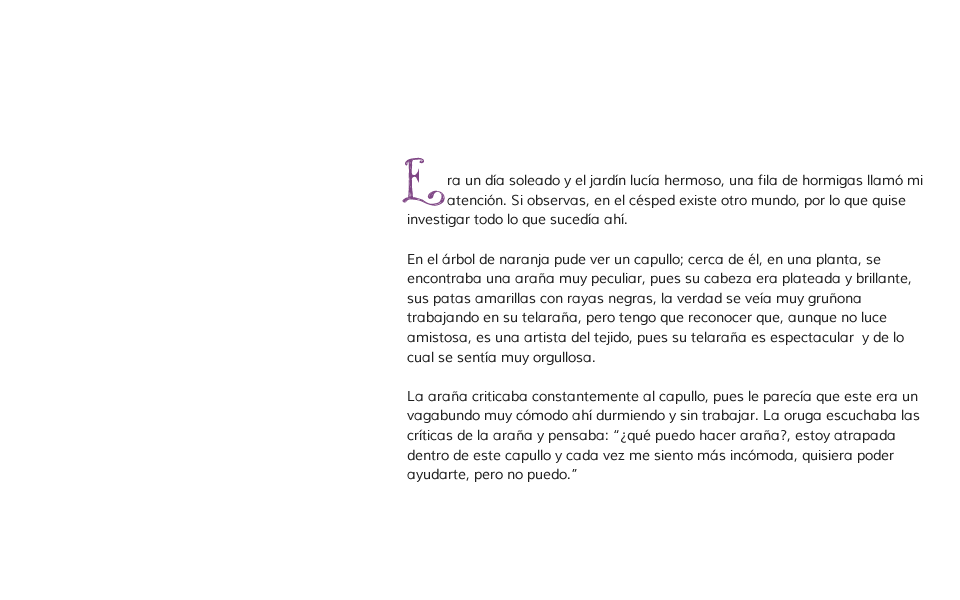 Era un día soleado y el jardín lucía hermoso, una fila de hormigas llamó mi
atención. Si observas, en el césped existe otro mundo, por lo que quise
investigar todo lo que sucedía ahí.
En el árbol de naranja pude ver un capullo; cerca de él, en una planta, se
encontraba una araña muy peculiar, pues su cabeza era plateada y brillante,
sus patas amarillas con rayas negras, la verdad se veía muy gruñona
trabajando en su telaraña, pero tengo que reconocer que, aunque no luce
amistosa, es una artista del tejido, pues su telaraña es espectacular  y de lo
cual se sentía muy orgullosa.
La araña criticaba constantemente al capullo, pues le parecía que este era un
vagabundo muy cómodo ahí durmiendo y sin trabajar. La oruga escuchaba las
críticas de la araña y pensaba: “¿qué puedo hacer araña?, estoy atrapada
dentro de este capullo y cada vez me siento más incómoda, quisiera poder
ayudarte, pero no puedo.”